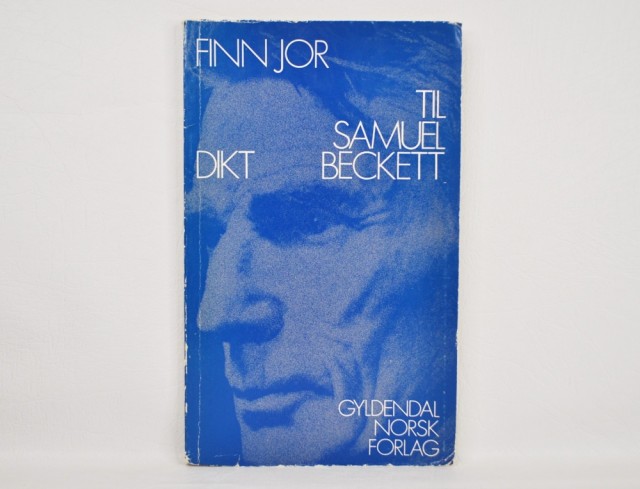 FINN JOR
TIL
SAMUEL
DIKT BECKETT
GYLDENDAL
NORSK
FORLAG